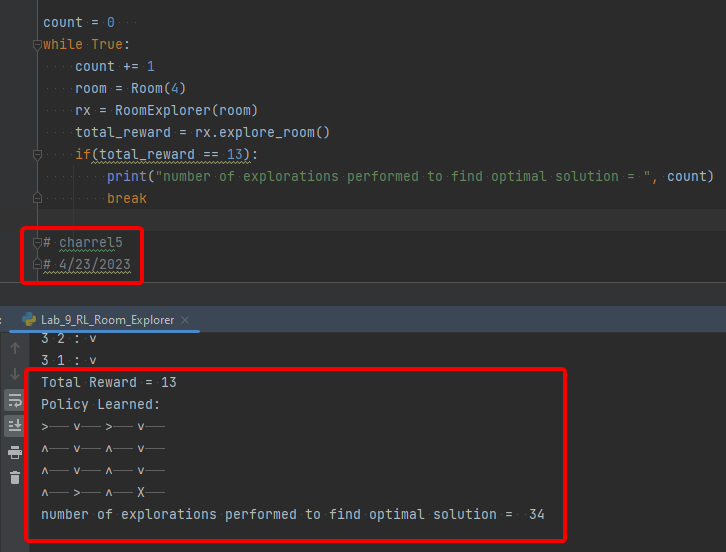 count = 0
while True:
    count += 1
    room = Room(4)
    rx = RoomExplorer(room)
    total_reward = rx.explore_room()
    if(total_reward == 13):
        print("number of explorations performed to find optimal solution = ", count)
        break
# charrel5
# 4/23/2023
: Lab_9_RL_Room_Explorer ×
3 2 : v
3 1 : v
Total Reward = 13
Policy Learned:
> v > v
^ v ^ v
^ v ^ v
^ > ^ X
number of explorations performed to find optimal solution =  34